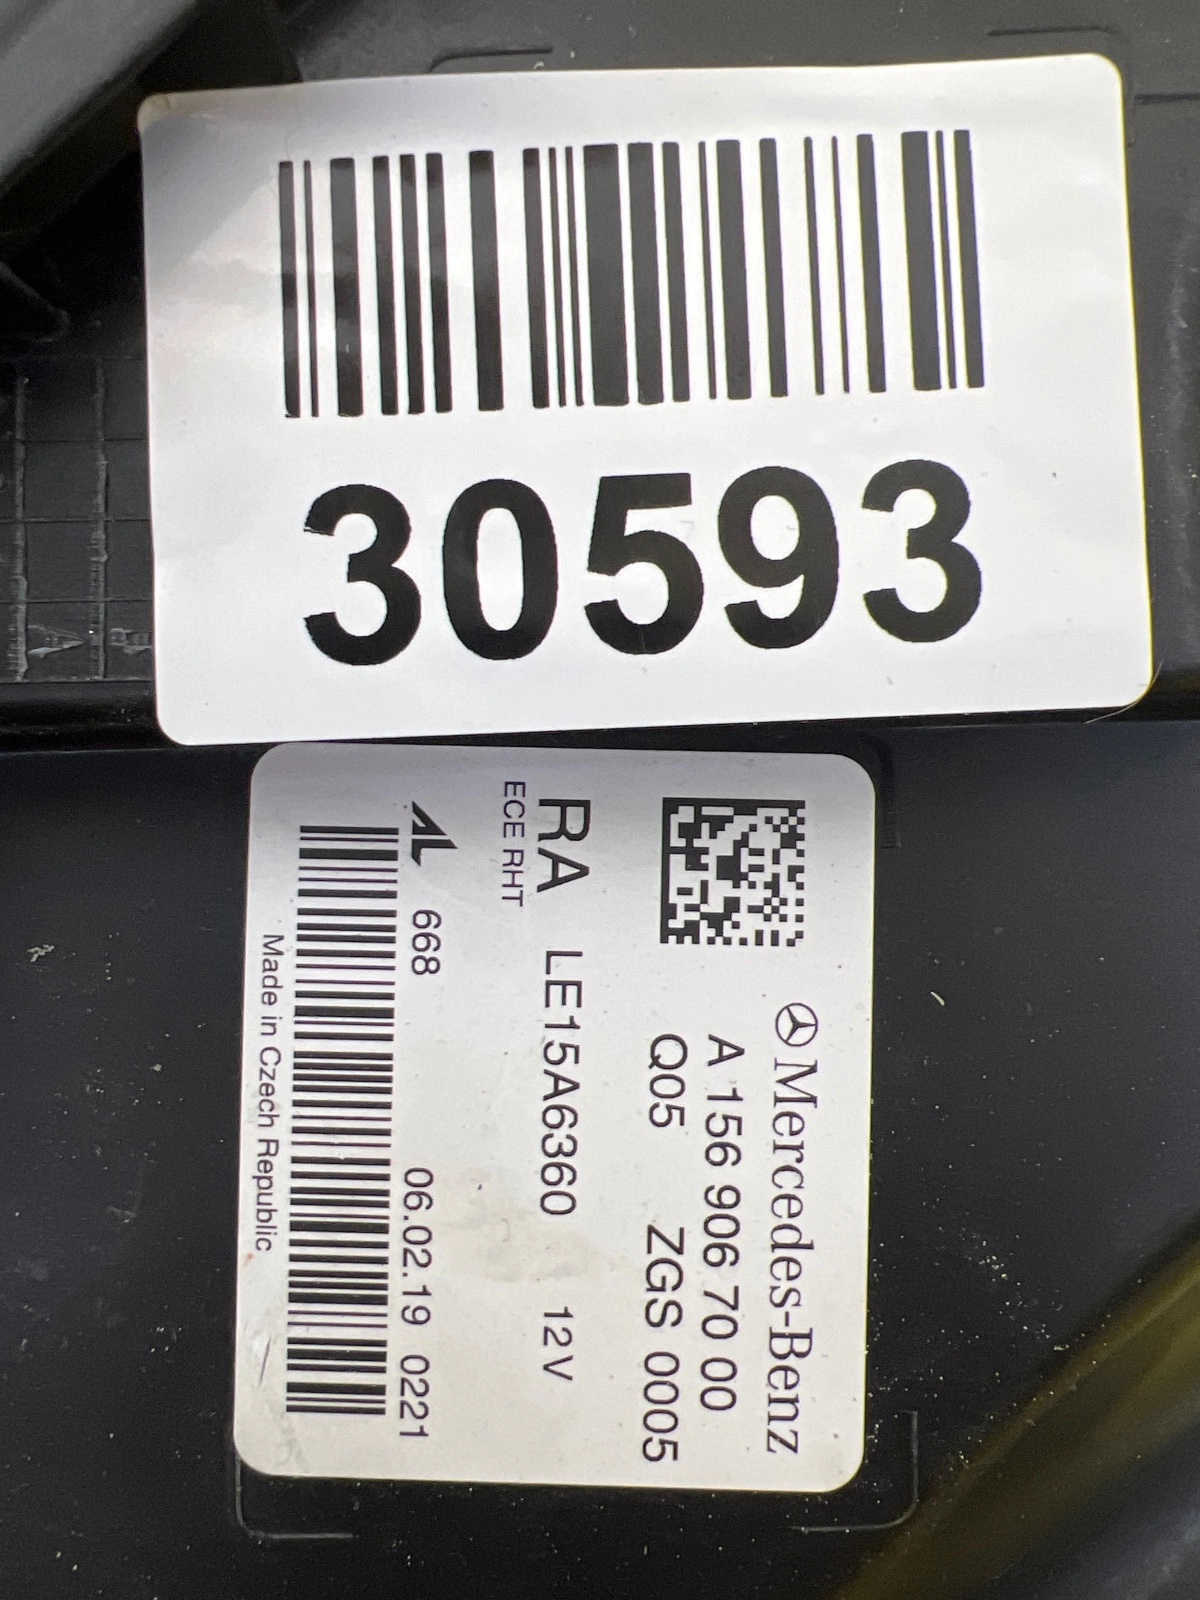 30593
Mercedes-Benz
A 156 906 70 00
Q05 ZGS 0005
RA LE15A6360 12V
ECE RHT
AL 668 06.02.19 0221
Made in Czech Republic